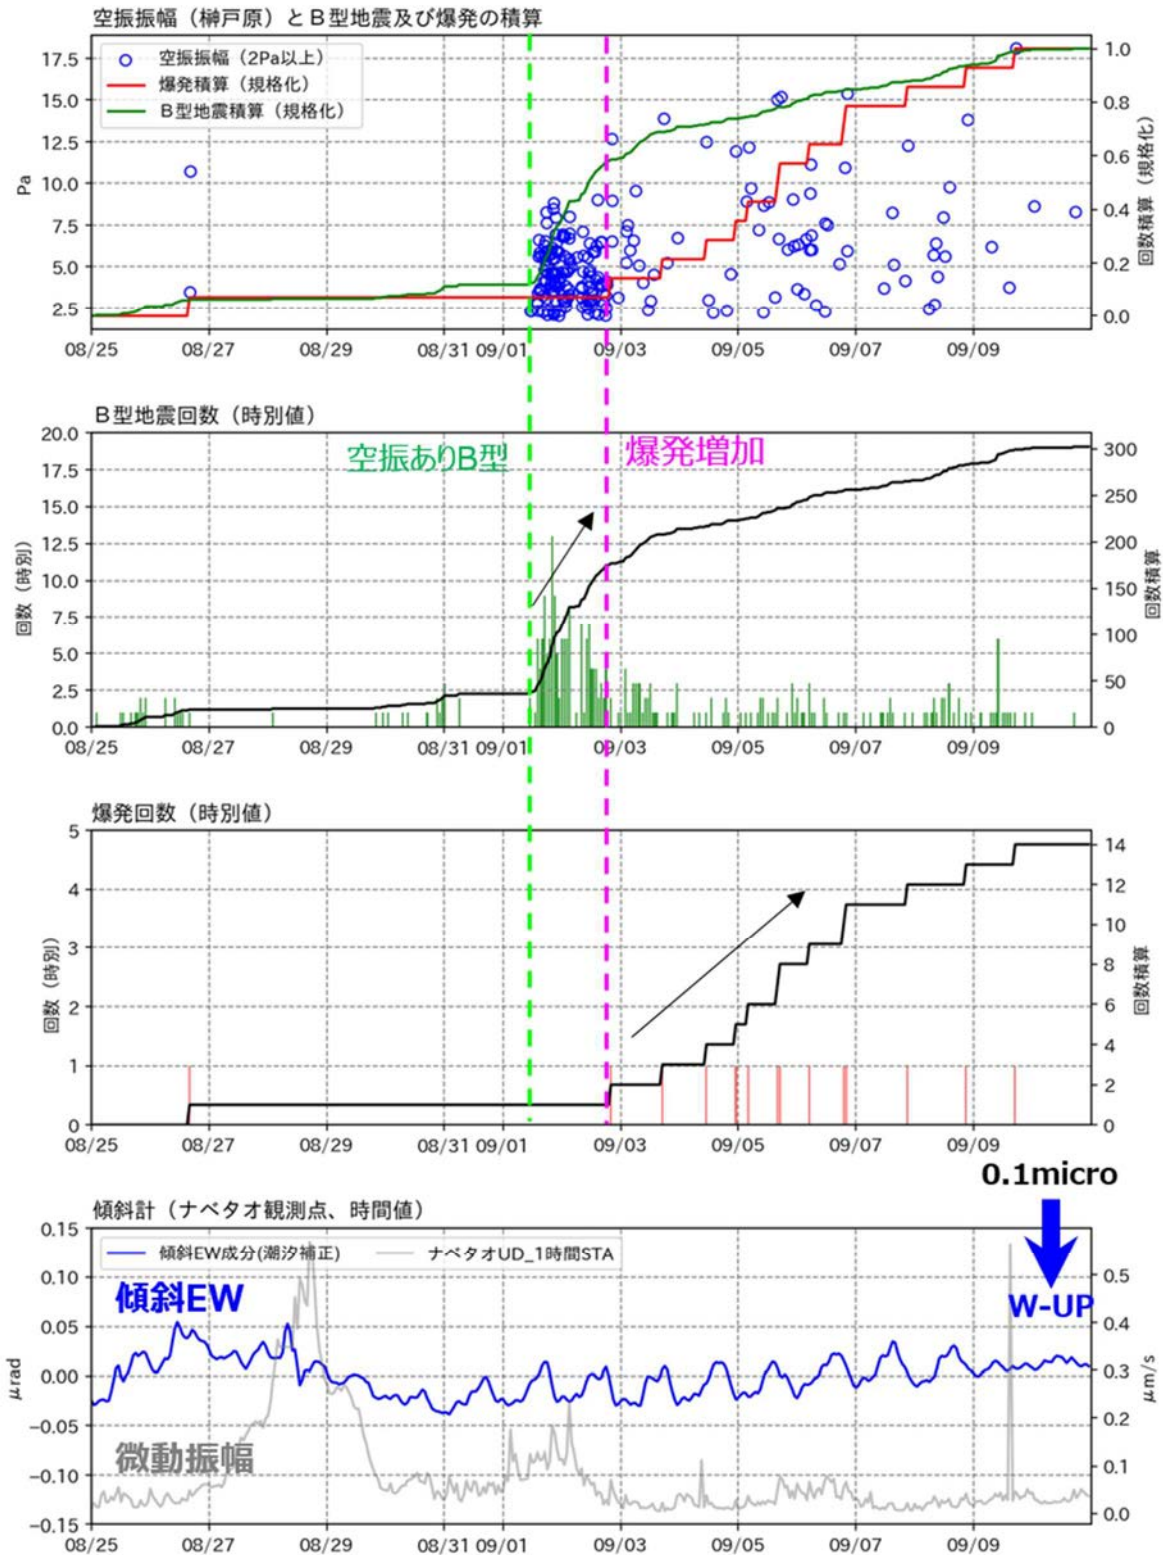 空振振幅（榊戸原）とＢ型地震及び爆発の積算
空振振幅（2Pa以上）
爆発積算（規格化）
Ｂ型地震積算（規格化）
Pa
17.5
15.0
12.5
10.0
7.5
5.0
2.5
1.0
0.8
0.6
0.4
0.2
0.0
回数積算（規格化）
08/25 08/27 08/29 08/31 09/01 09/03 09/05 09/07 09/09
Ｂ型地震回数（時別値）
空振ありB型
爆発増加
回数（時別）
20.0
17.5
15.0
12.5
10.0
7.5
5.0
2.5
0.0
300
250
200
150
100
50
0
回数積算
08/25 08/27 08/29 08/31 09/01 09/03 09/05 09/07 09/09
爆発回数（時別値）
回数（時別）
5
4
3
2
1
0
14
12
10
8
6
4
2
0
回数積算
08/25 08/27 08/29 08/31 09/01 09/03 09/05 09/07 09/09
0.1micro
傾斜計（ナベタオ観測点、時間値）
傾斜EW成分(潮汐補正)
ナベタオUD_1時間STA
傾斜EW
W-UP
微動振幅
μrad
0.15
0.10
0.05
0.00
−0.05
−0.10
−0.15
0.5
0.4
0.3
0.2
0.1
0.0
μm/s
08/25 08/27 08/29 08/31 09/01 09/03 09/05 09/07 09/09